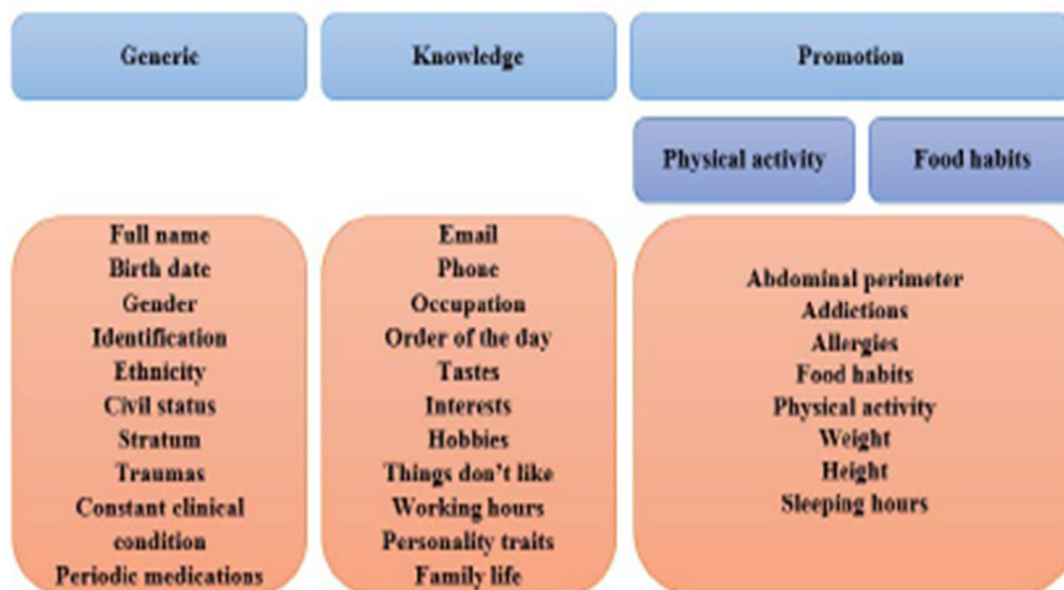 Generic
Knowledge
Promotion
Physical activity
Food habits
Full name
Birth date
Gender
Identification
Ethnicity
Civil status
Stratum
Traumas
Constant clinical
condition
Periodic medications
Email
Phone
Occupation
Order of the day
Tastes
Interests
Hobbies
Things don't like
Working hours
Personality traits
Family life
Abdominal perimeter
Addictions
Allergies
Food habits
Physical activity
Weight
Height
Sleeping hours